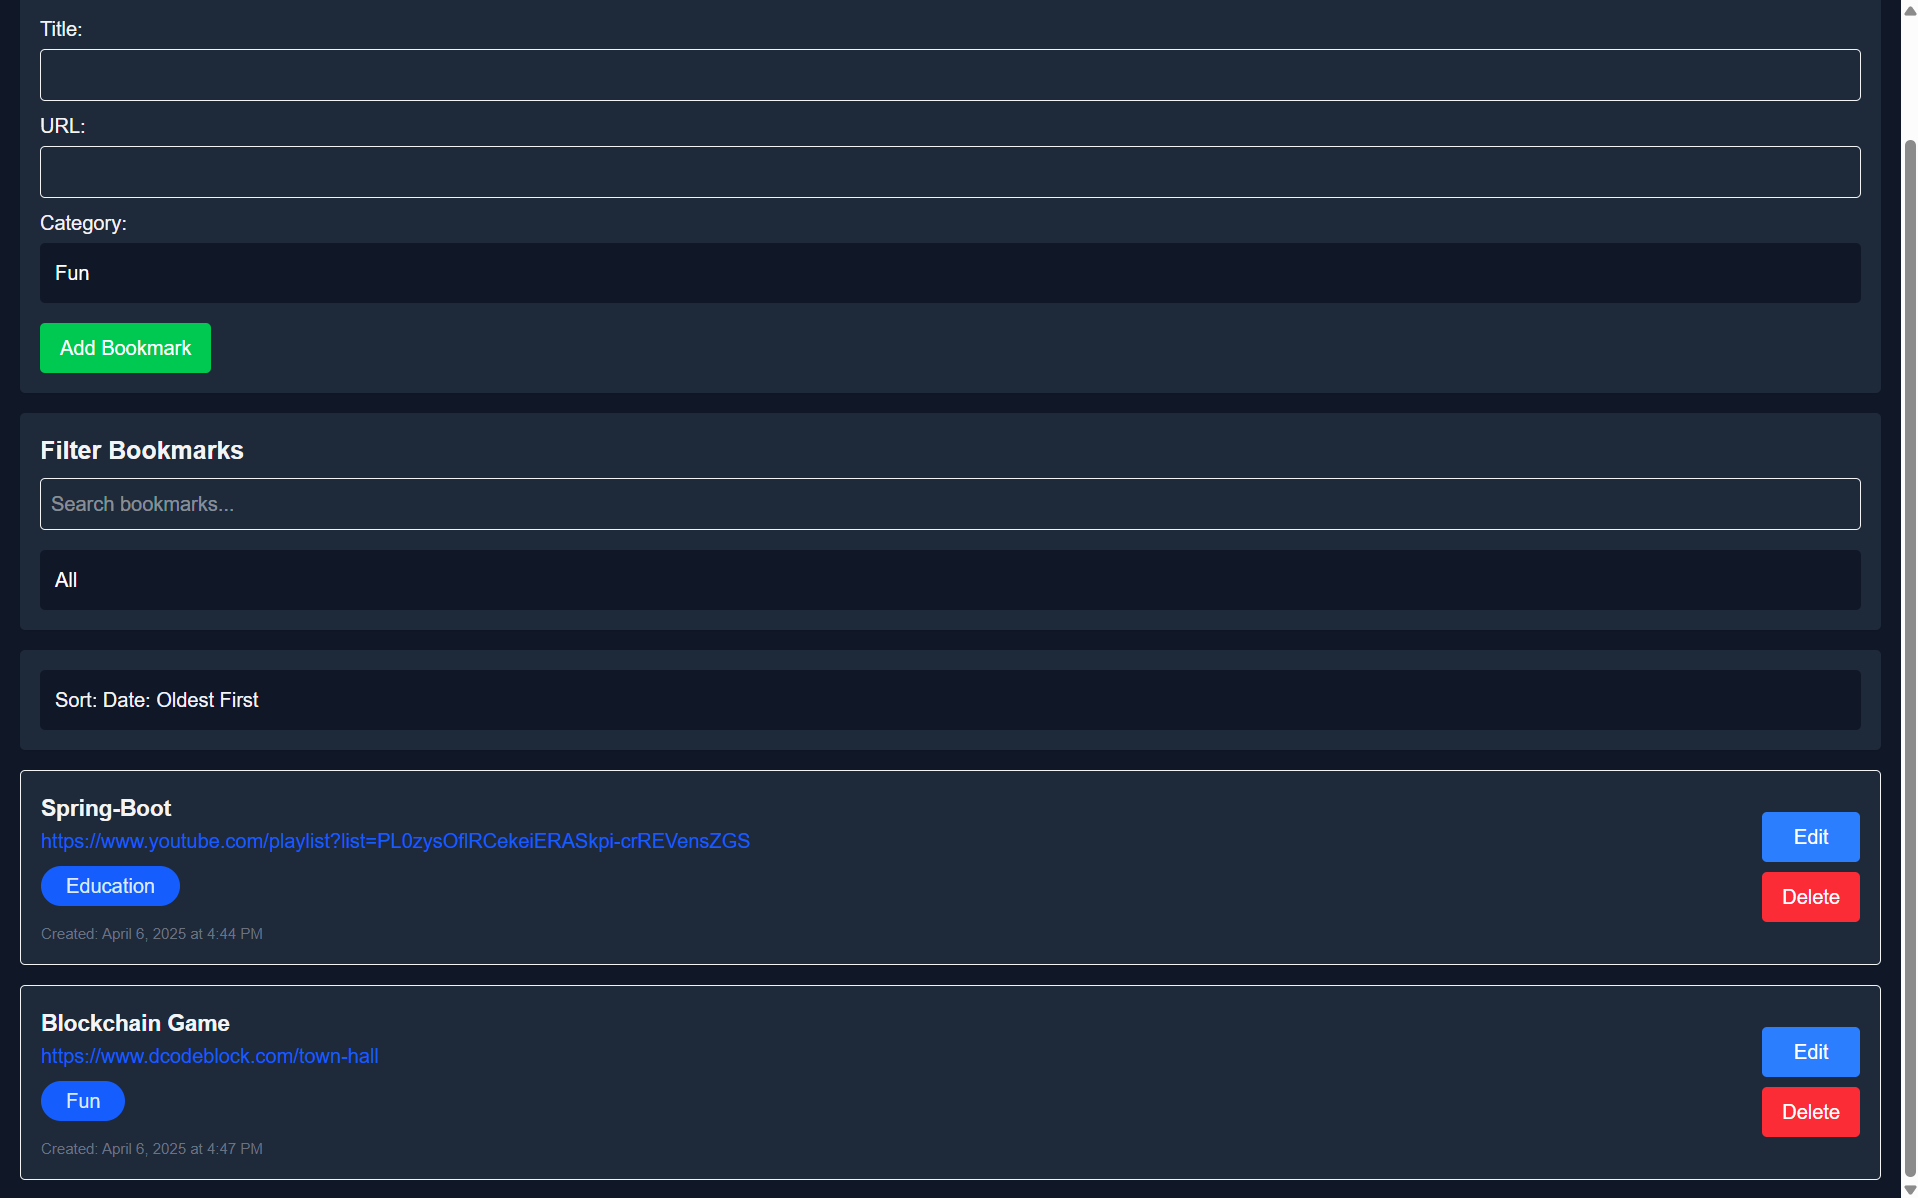 Title:
URL:
Category:
Fun
Add Bookmark
Filter Bookmarks
Search bookmarks...
All
Sort: Date: Oldest First
Spring-Boot
https://www.youtube.com/playlist?list=PL0zysOflRCekeiERASkpi-crREVensZGS
Education
Created: April 6, 2025 at 4:44 PM
Edit
Delete
Blockchain Game
https://www.dcodeblock.com/town-hall
Fun
Created: April 6, 2025 at 4:47 PM
Edit
Delete